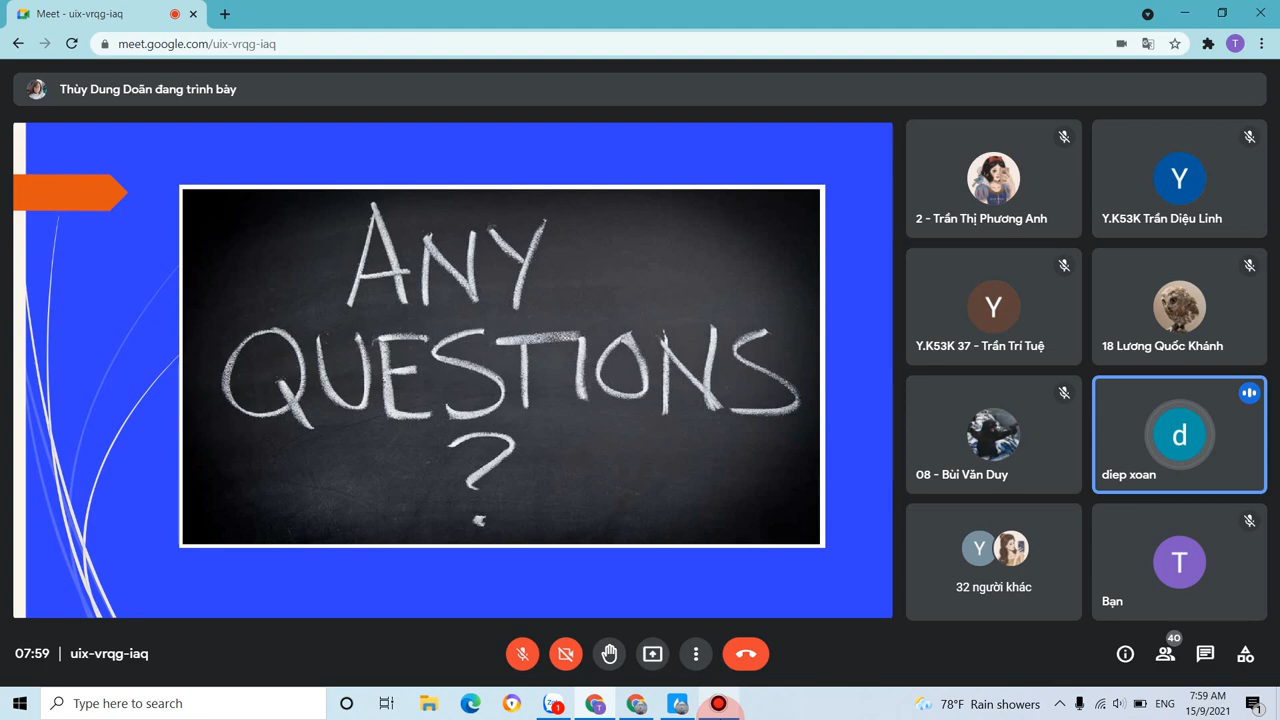 Meet - uix-vrqg-iaq
meet.google.com/uix-vrqg-iaq
T
Thùy Dung Doãn đang trình bày
ANY
QUESTIONS
?
2 - Trần Thị Phương Anh
Y
Y.K53K Trần Diệu Linh
Y
Y.K53K 37 - Trần Trí Tuệ
18 Lương Quốc Khánh
08 - Bùi Văn Duy
d
diep xoan
Y
32 người khác
T
Bạn
07:59 | uix-vrqg-iaq
40
Type here to search
1
78°F Rain showers
ENG
7:59 AM
15/9/2021
1